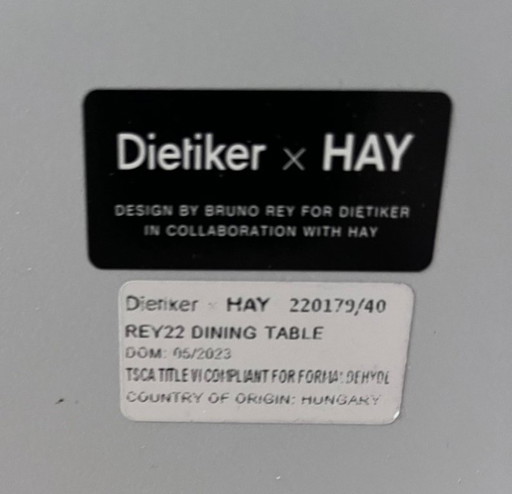 Dietiker x HAY
DESIGN BY BRUNO REY FOR DIETIKER
IN COLLABORATION WITH HAY
Dietiker x HAY 220179/40
REY22 DINING TABLE
DOM: 05/2023
TSCA TITLE VI COMPLIANT FOR FORMALDEHYDE
COUNTRY OF ORIGIN: HUNGARY